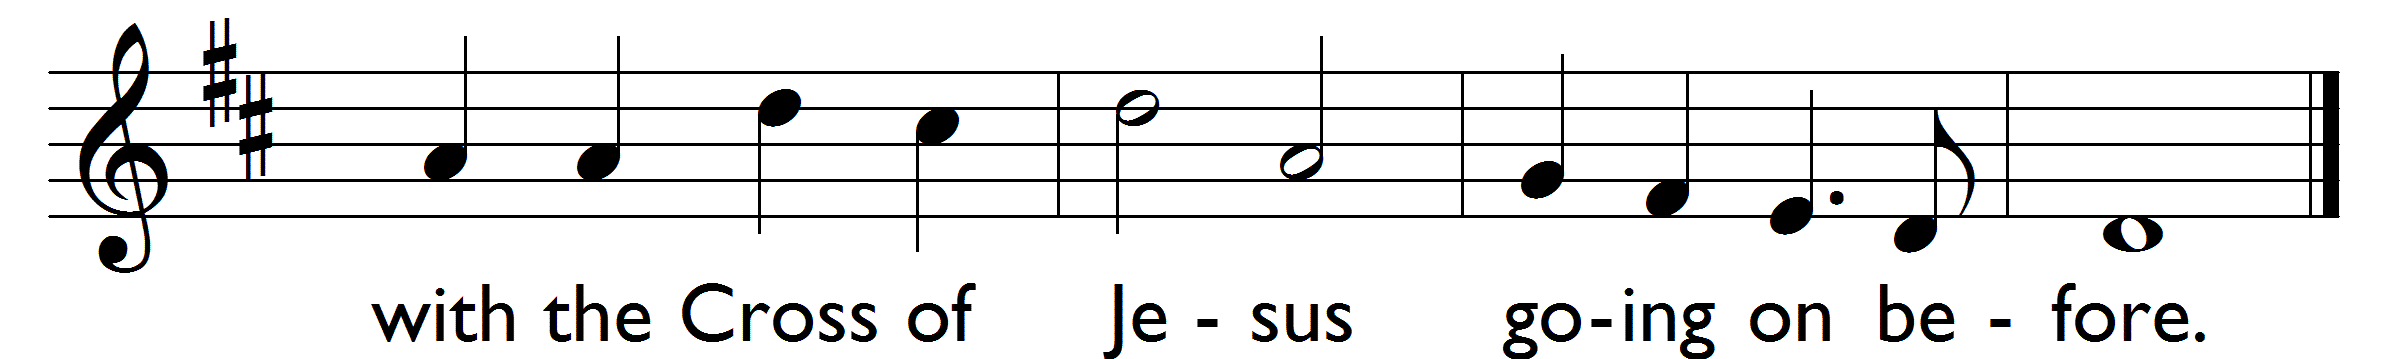 with the Cross of Je - sus go-ing on be - fore.